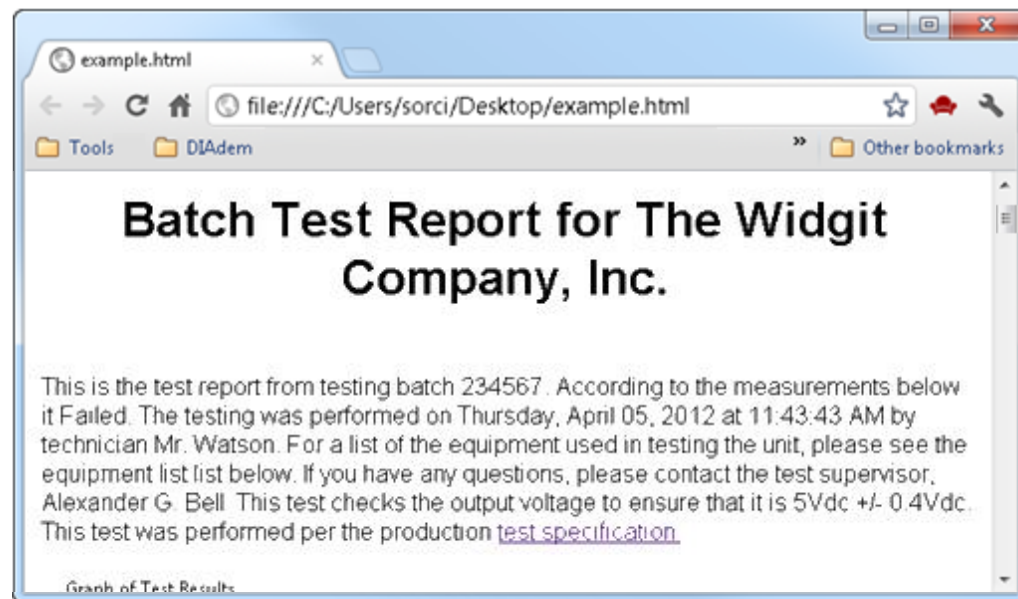 example.html
file:///C:/Users/sorci/Desktop/example.html
Tools DIAdem » Other bookmarks
Batch Test Report for The Widgit
Company, Inc.
This is the test report from testing batch 234567. According to the measurements below
it Failed. The testing was performed on Thursday, April 05, 2012 at 11:43:43 AM by
technician Mr. Watson. For a list of the equipment used in testing the unit, please see the
equipment list list below. If you have any questions, please contact the test supervisor,
Alexander G. Bell. This test checks the output voltage to ensure that it is 5Vdc +/- 0.4Vdc.
This test was performed per the production test specification.
Graph of Test Results